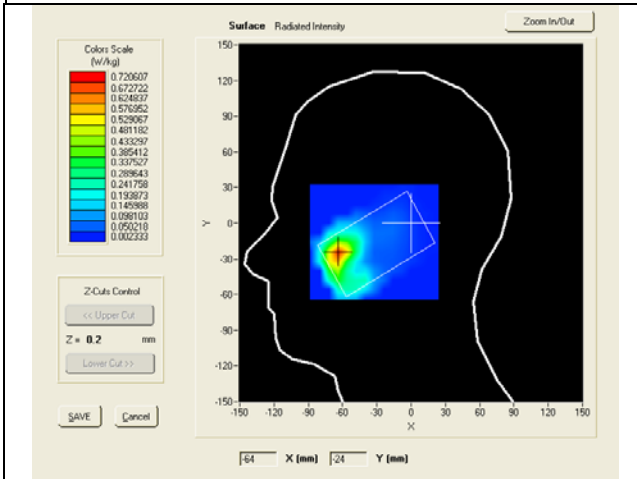 Surface Radiated Intensity
Zoom In/Out
Colors Scale
(W/kg)
0.720607
0.672722
0.624837
0.576952
0.529067
0.481182
0.433297
0.385412
0.337527
0.289643
0.241758
0.193873
0.145988
0.098103
0.050218
0.002333
150
120
90
60
30
0
-30
-60
-90
-120
-150
Y
-150 -120 -90 -60 -30 0 30 60 90 120 150
X
Z-Cuts Control
<< Upper Cut
Z = 0.2 mm
Lower Cut >>
SAVE Cancel
-64 X (mm) -24 Y (mm)